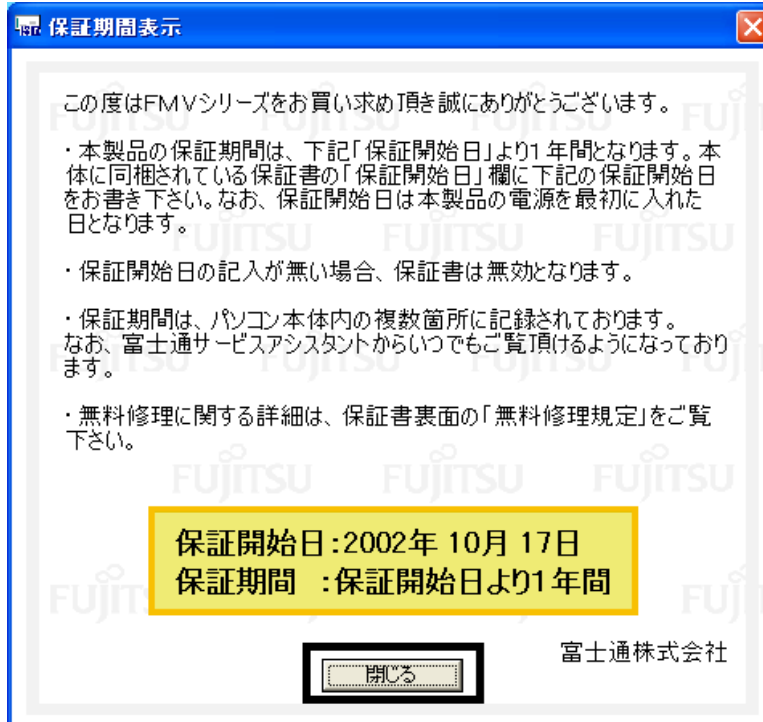 保証期間表示
この度はFMVシリーズをお買い求め頂き誠にありがとうございます。
・本製品の保証期間は、下記「保証開始日」より1年間となります。本
体に同梱されている保証書の「保証開始日」欄に下記の保証開始日
をお書き下さい。なお、保証開始日は本製品の電源を最初に入れた
日となります。
・保証開始日の記入が無い場合、保証書は無効となります。
・保証期間は、パソコン本体内の複数箇所に記録されております。
なお、富士通サービスアシスタントからいつでもご覧頂けるようになっており
ます。
・無料修理に関する詳細は、保証書裏面の「無料修理規定」をご覧
下さい。
FUJITSU FUJITSU FUJITSU
保証開始日:2002年 10月 17日
保証期間 :保証開始日より1年間
富士通株式会社
閉じる